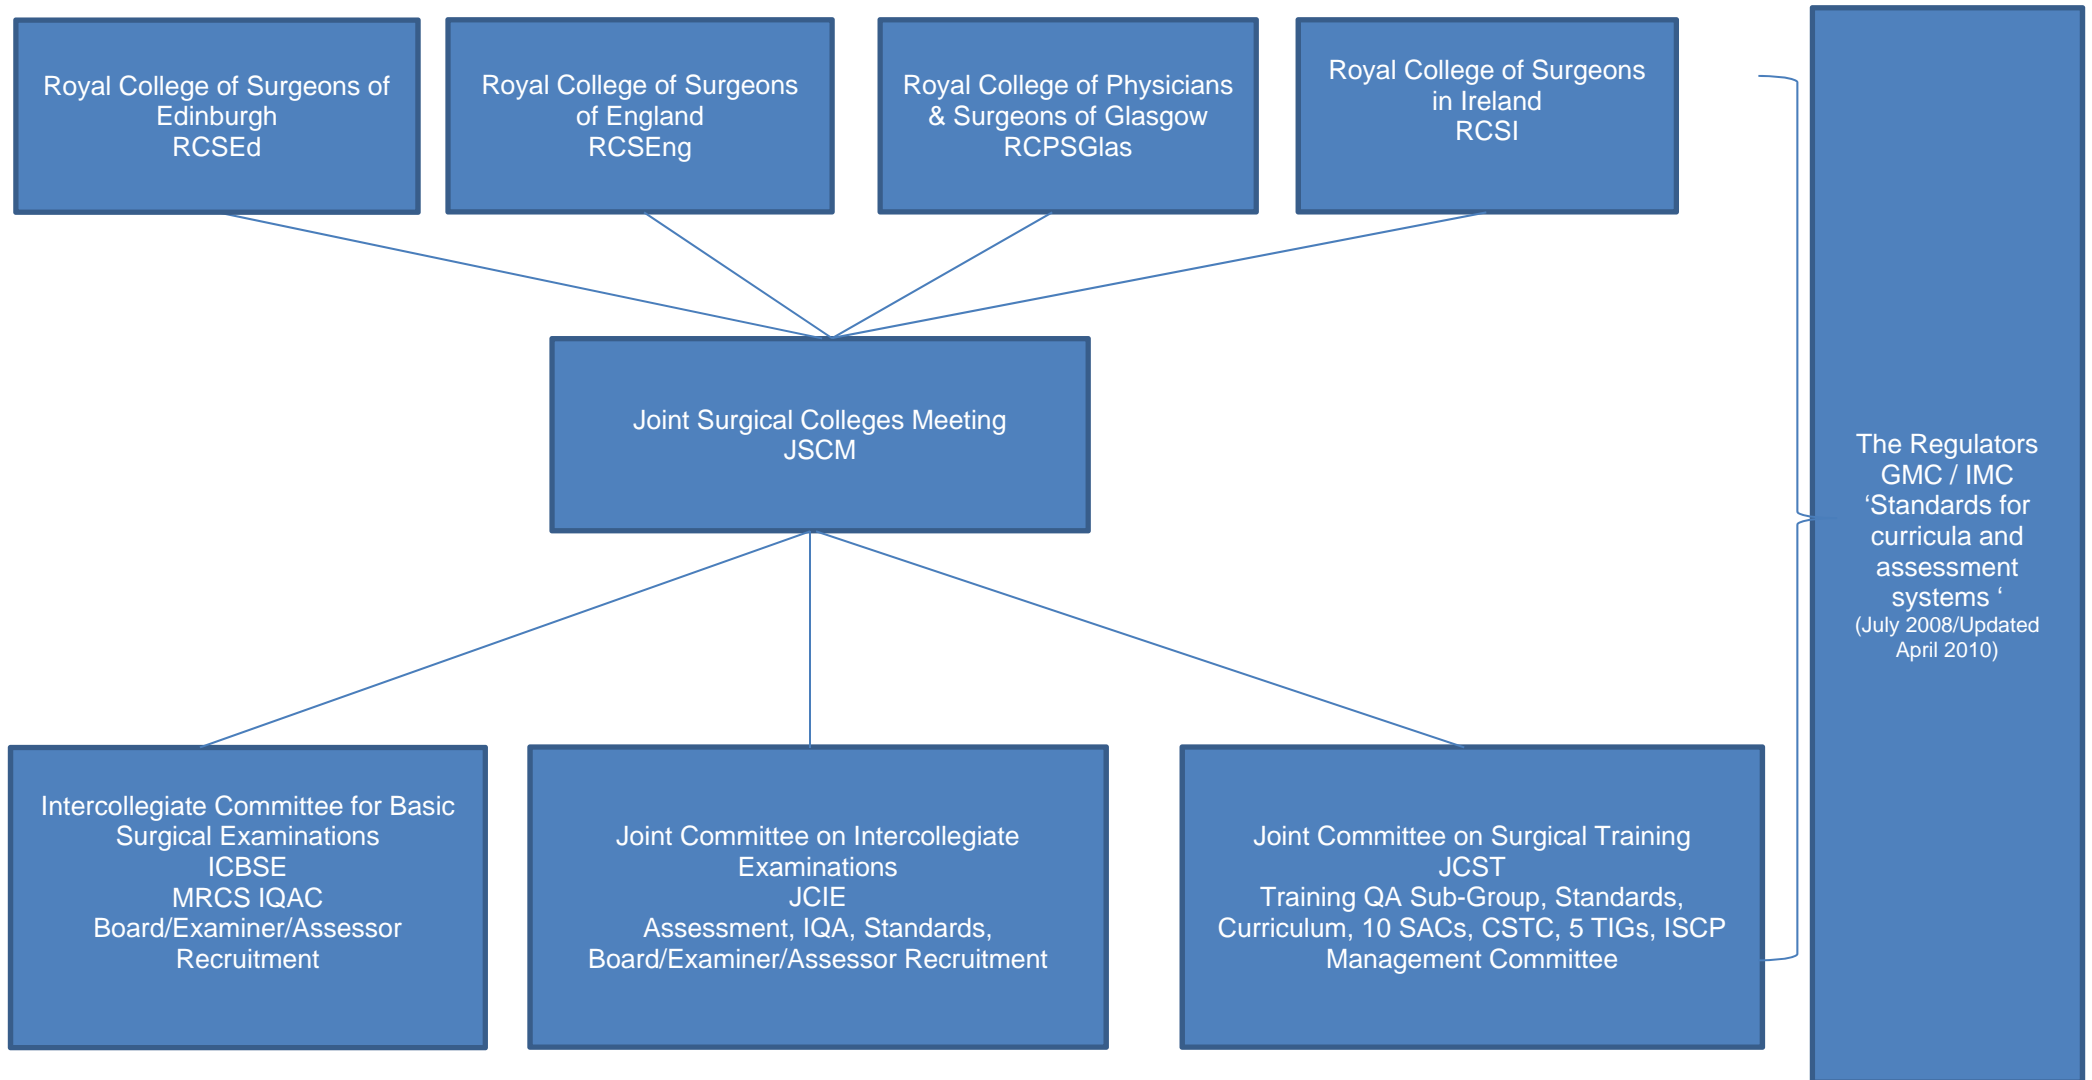 Royal College of Surgeons of
Edinburgh
RCSEd
Royal College of Surgeons
of England
RCSEng
Royal College of Physicians
& Surgeons of Glasgow
RCPSGlas
Royal College of Surgeons
in Ireland
RCSI
Joint Surgical Colleges Meeting
JSCM
The Regulators
GMC / IMC
‘Standards for
curricula and
assessment
systems ‘
(July 2008/Updated
April 2010)
Intercollegiate Committee for Basic
Surgical Examinations
ICBSE
MRCS IQAC
Board/Examiner/Assessor
Recruitment
Joint Committee on Intercollegiate
Examinations
JCIE
Assessment, IQA, Standards,
Board/Examiner/Assessor Recruitment
Joint Committee on Surgical Training
JCST
Training QA Sub-Group, Standards,
Curriculum, 10 SACs, CSTC, 5 TIGs, ISCP
Management Committee